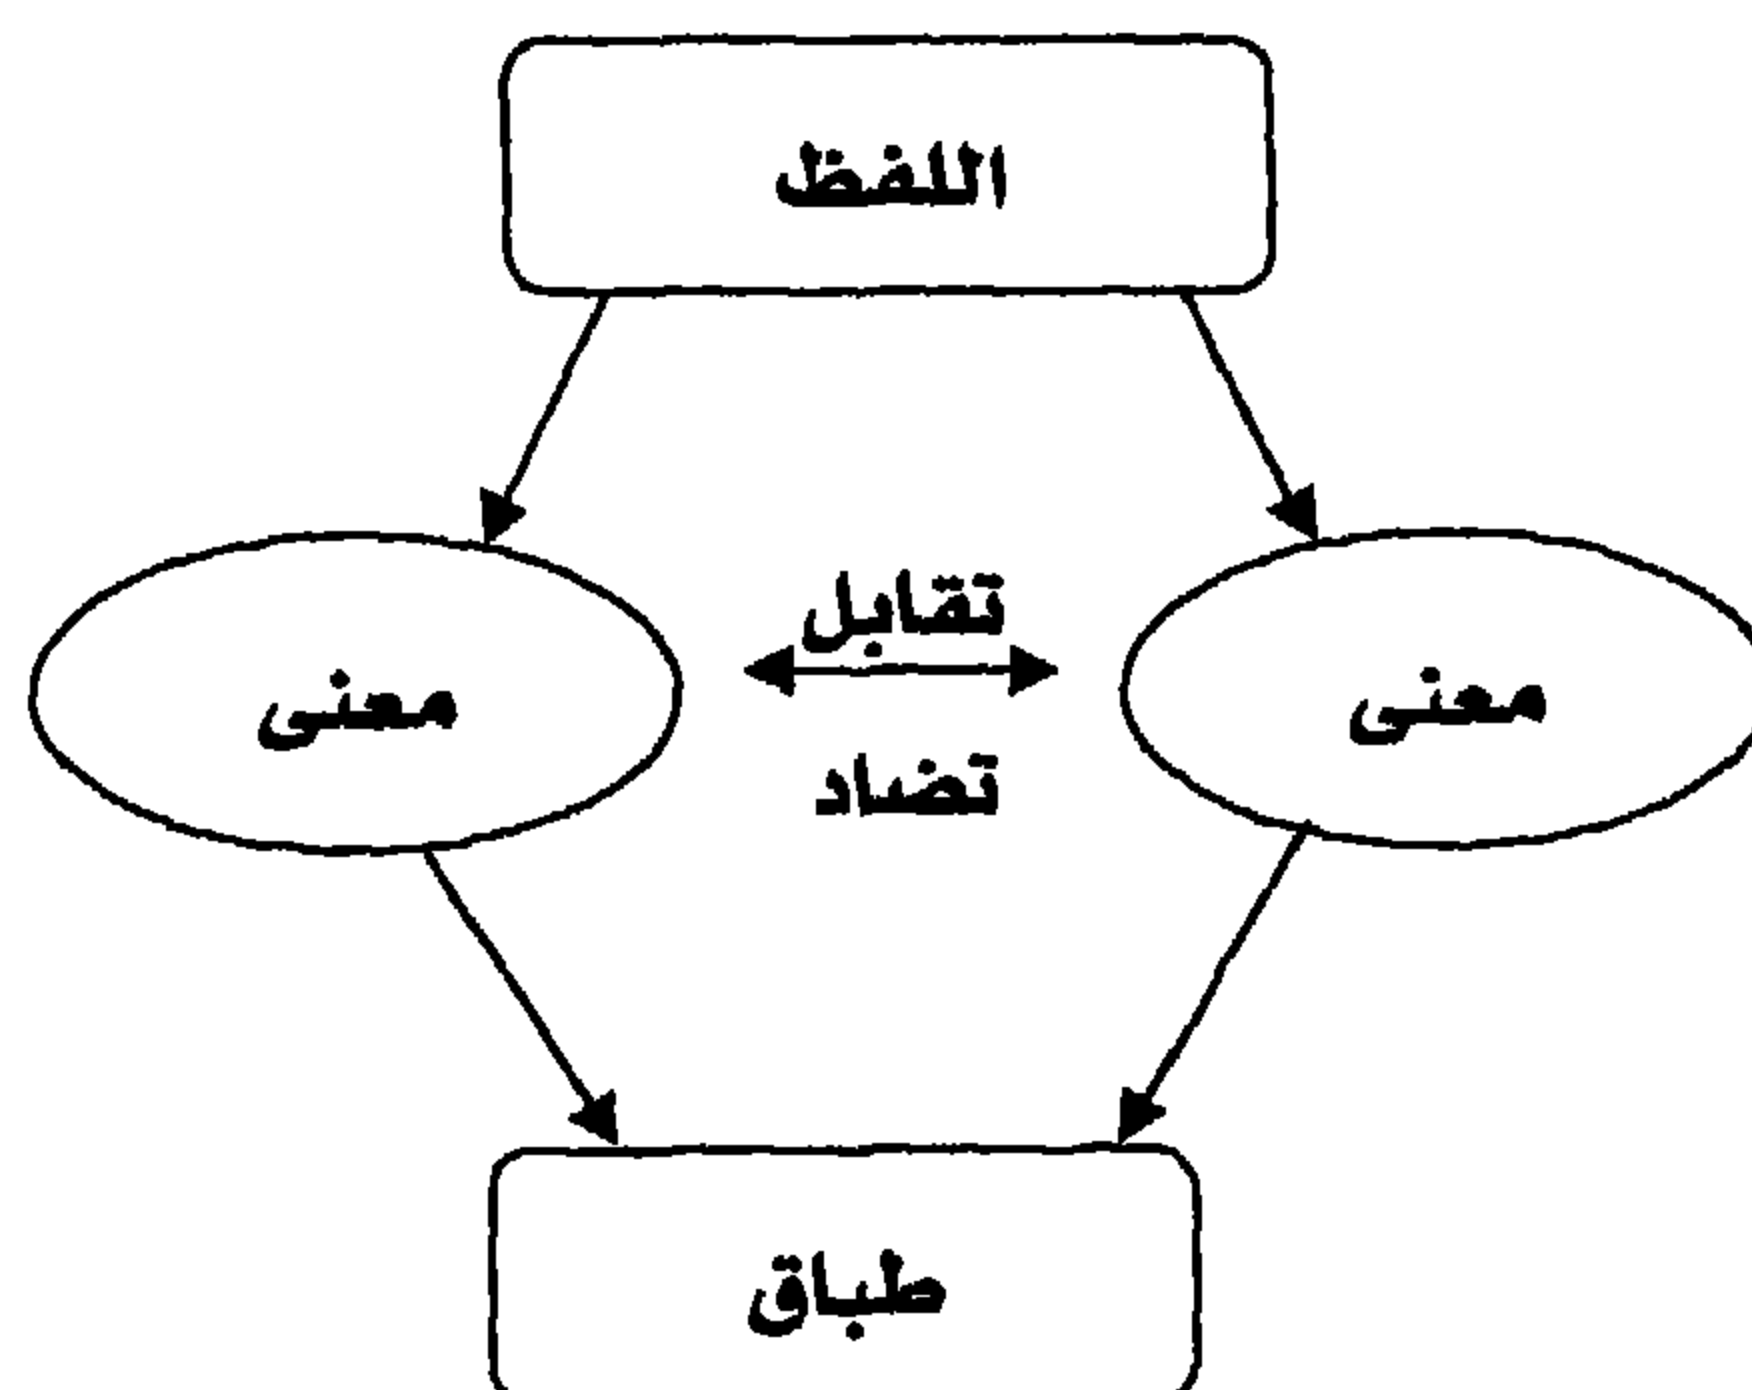 اللفظ
تقابل
معنى
معنى
تضاد
طباق